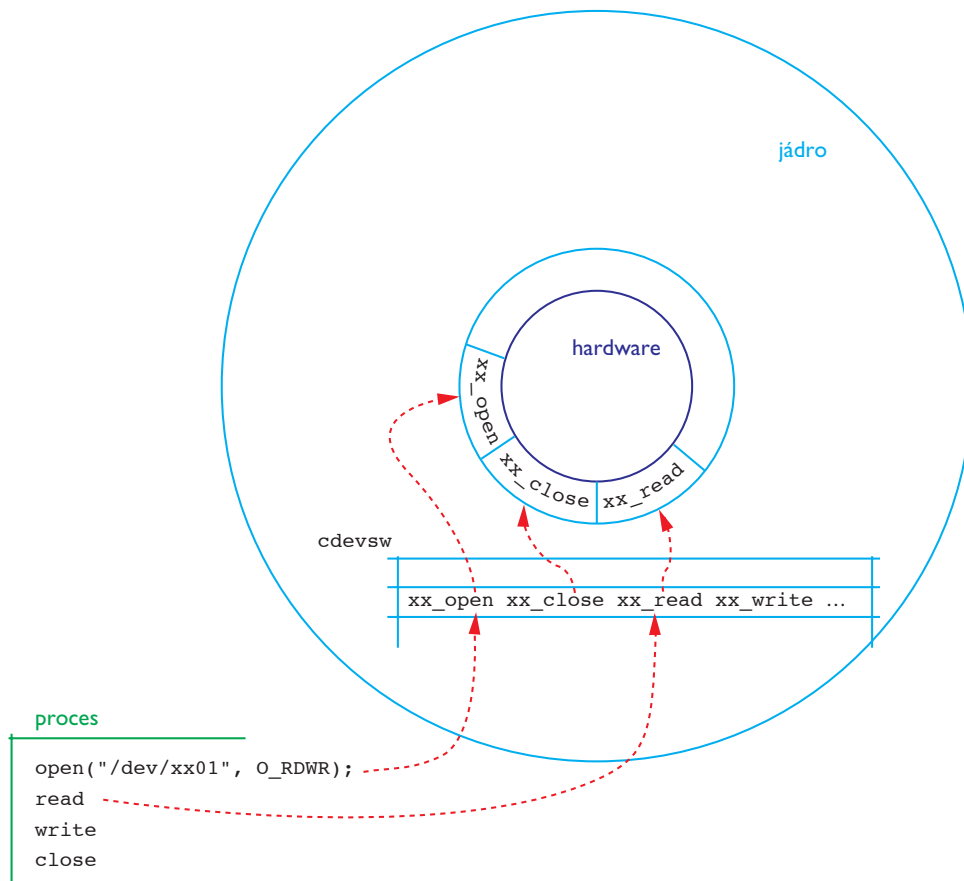 jádro
hardware
xx_open
xx_close
xx_read
cdevsw
xx_open xx_close xx_read xx_write ...
proces
open("/dev/xx01", O_RDWR);
read
write
close